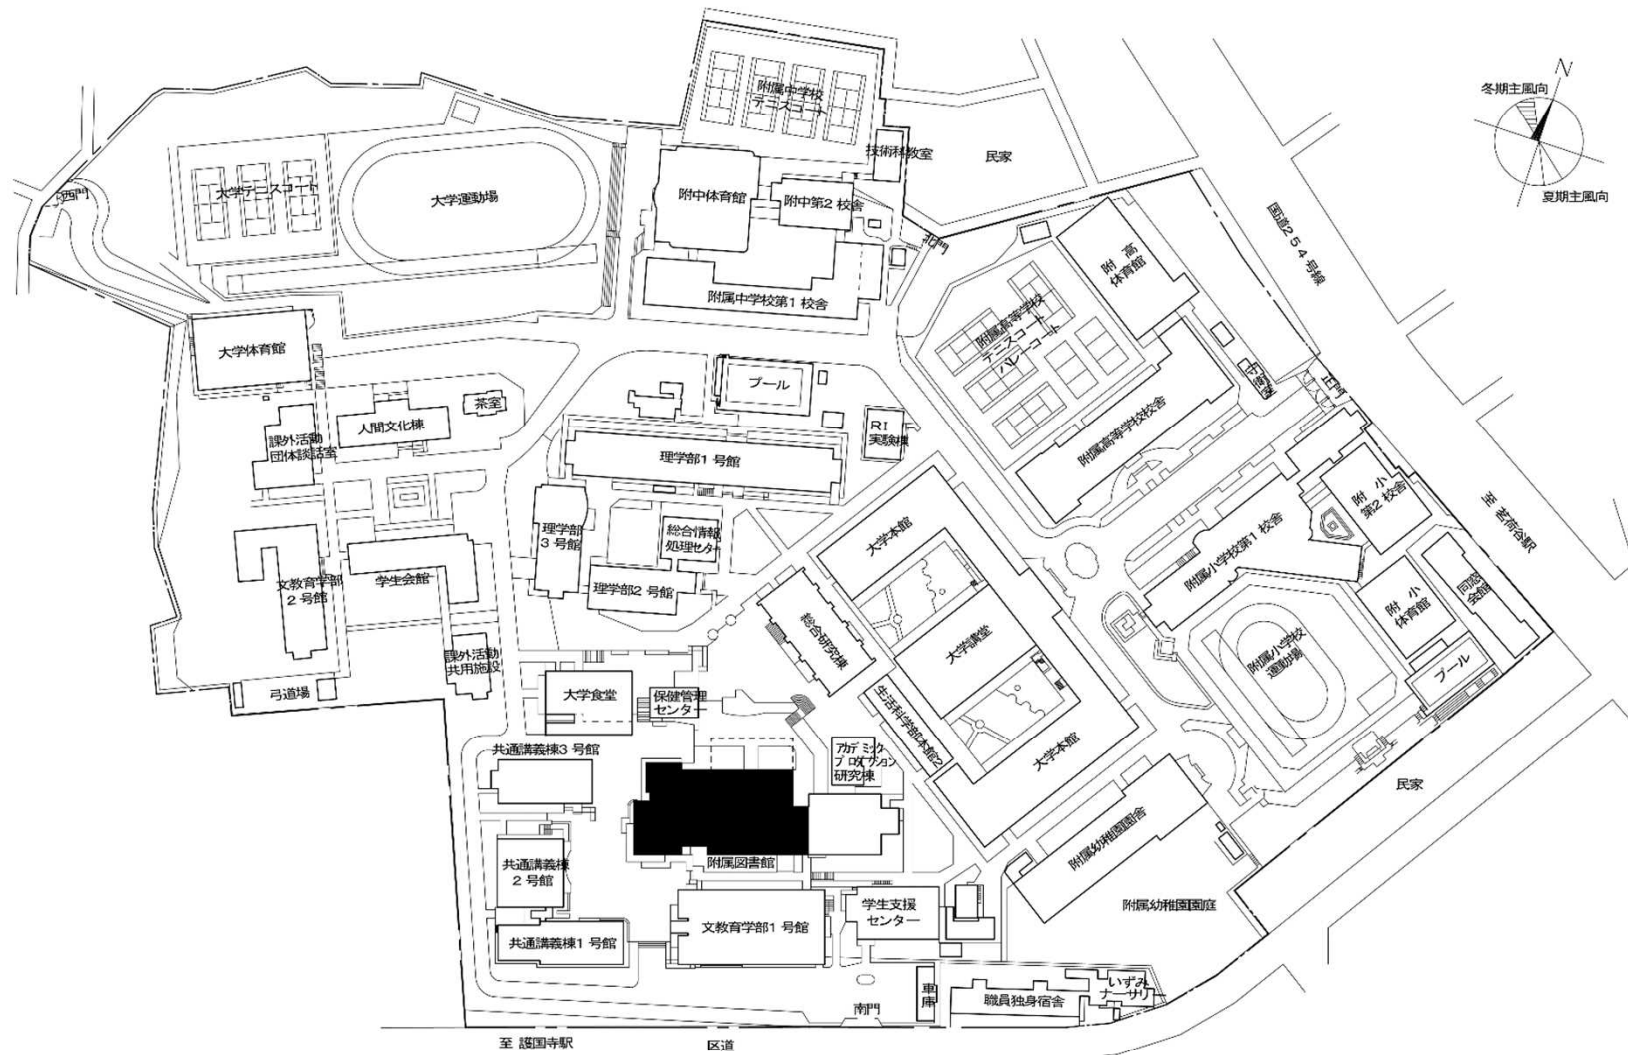 附属中学校
テニスコート
冬期主風向
N
夏期主風向
技術科教室
民家
西門
大学テニスコート
大学運動場
附中体育館
附中第2 校舎
北門
附 高
体育館
国道254 号線
附属中学校第1 校舎
附属高等学校
テニスコート
バレーコート
大学体育館
プール
守衛室
正門
茶室
人間文化棟
課外活動
団体談話室
RI
実験棟
理学部1 号館
附属高等学校校舎
附 小
第2 校舎
至 茗荷谷駅
理学部
3 号館
総合情報
処理センター
大学本館
附属小学校第1 校舎
文教育学部
2 号館
学生会館
理学部2 号館
総合研究棟
大学講堂
附 小
体育館
同窓
会館
課外活動
共用施設
附属小学校
運動場
プール
弓道場
大学食堂
保健管理
センタ
生活科学部本館2
共通講義棟3 号館
アカデミック
プロダクション
研究棟
大学本館
民家
附属図書館
共通講義棟
2 号館
附属幼稚園園舎
附属幼稚園園庭
文教育学部1 号館
学生支援
センター
共通講義棟1 号館
車庫
職員独身宿舎
いずみ
ナーサリー
南門
至 護国寺駅
区道